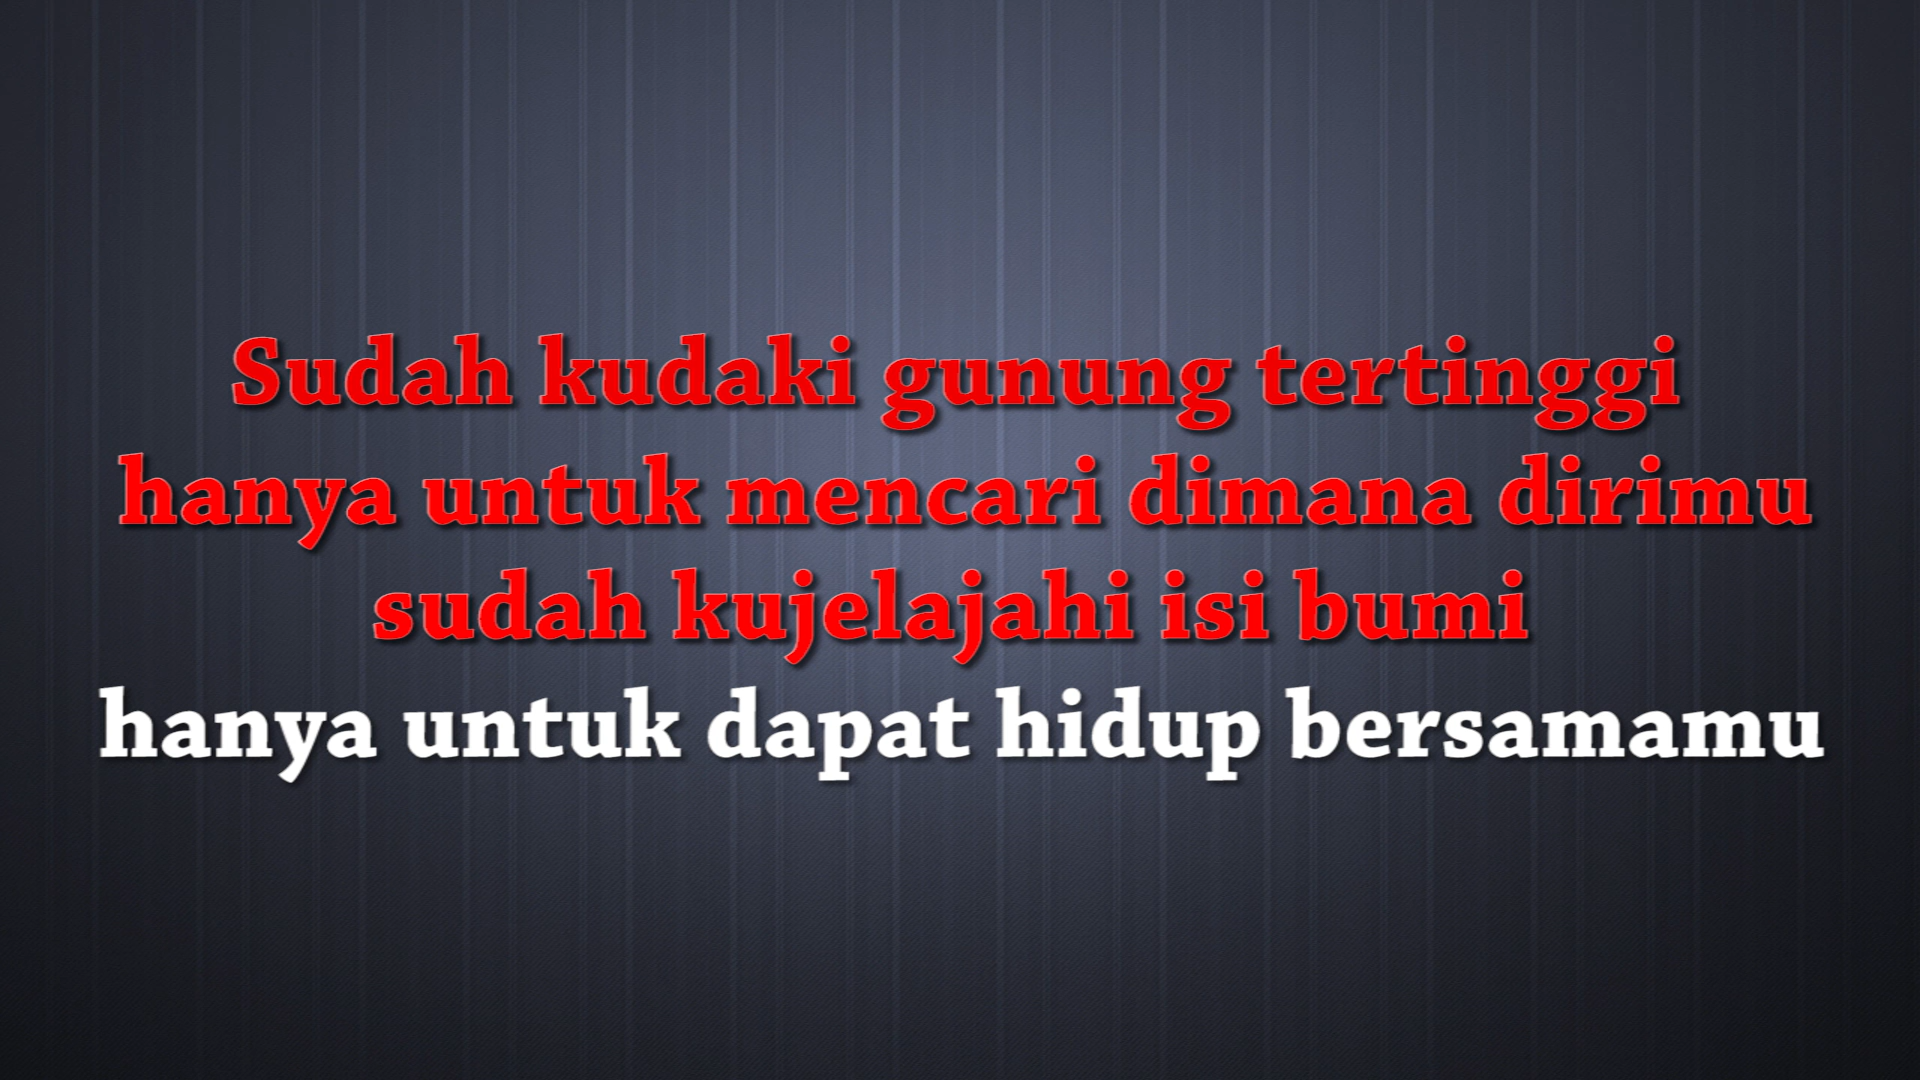 Sudah kudaki gunung tertinggi
hanya untuk mencari dimana dirimu
sudah kujelajahi isi bumi
hanya untuk dapat hidup bersamamu